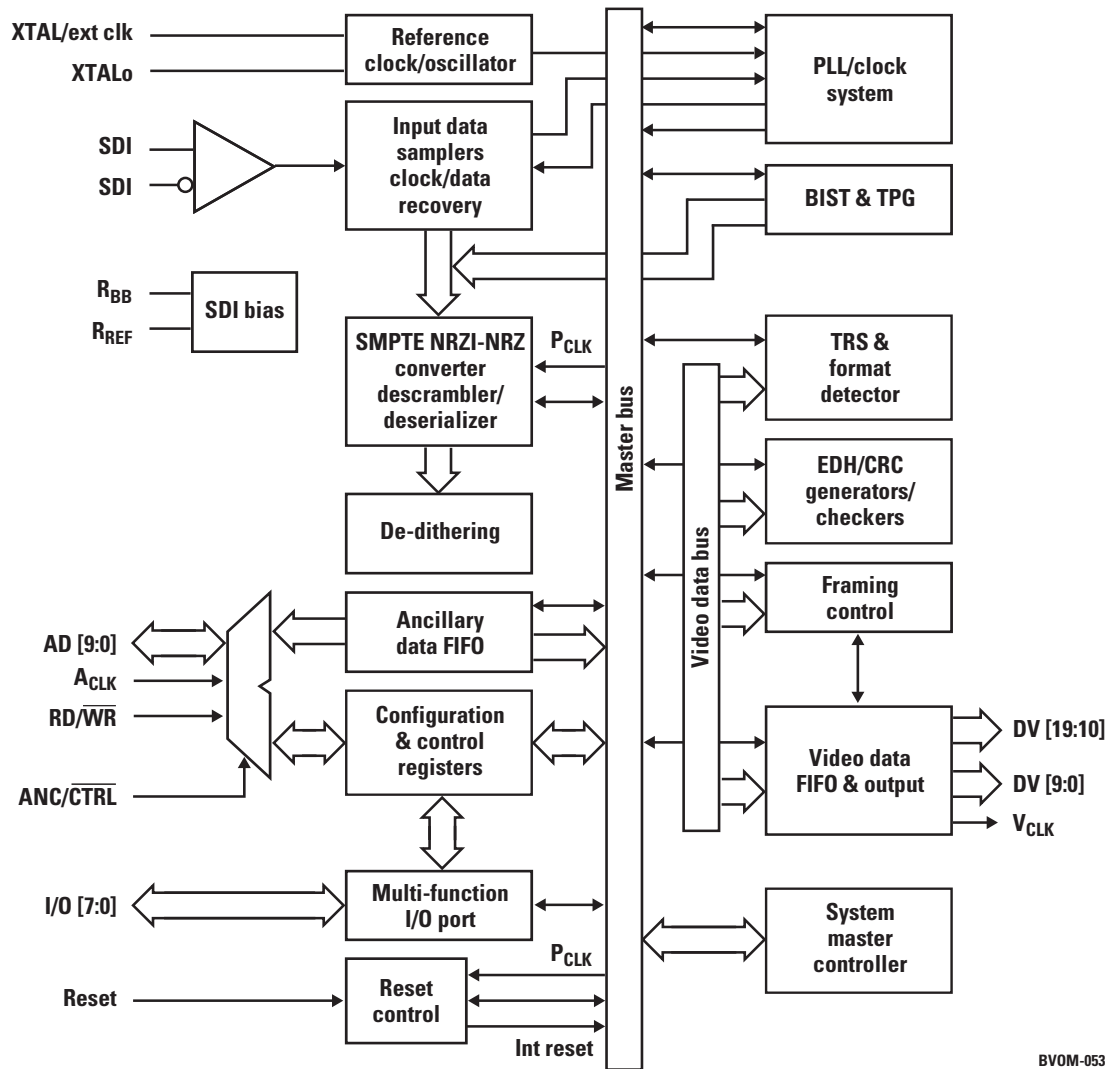 XTAL/ext clk
XTALo
Reference
clock/oscillator
PLL/clock
system
SDI
SDI
Input data
samplers
clock/data
recovery
BIST & TPG
RBB
RREF
SDI bias
SMPTE NRZI-NRZ
converter
descrambler/
deserializer
PCLK
Master bus
TRS &
format
detector
De-dithering
Video data bus
EDH/CRC
generators/
checkers
Framing
control
AD [9:0]
ACLK
RD/WR
ANC/CTRL
Ancillary
data FIFO
Configuration
& control
registers
Video data
FIFO & output
DV [19:10]
DV [9:0]
VCLK
I/O [7:0]
Multi-function
I/O port
System
master
controller
Reset
Reset
control
PCLK
Int reset
BVOM-053